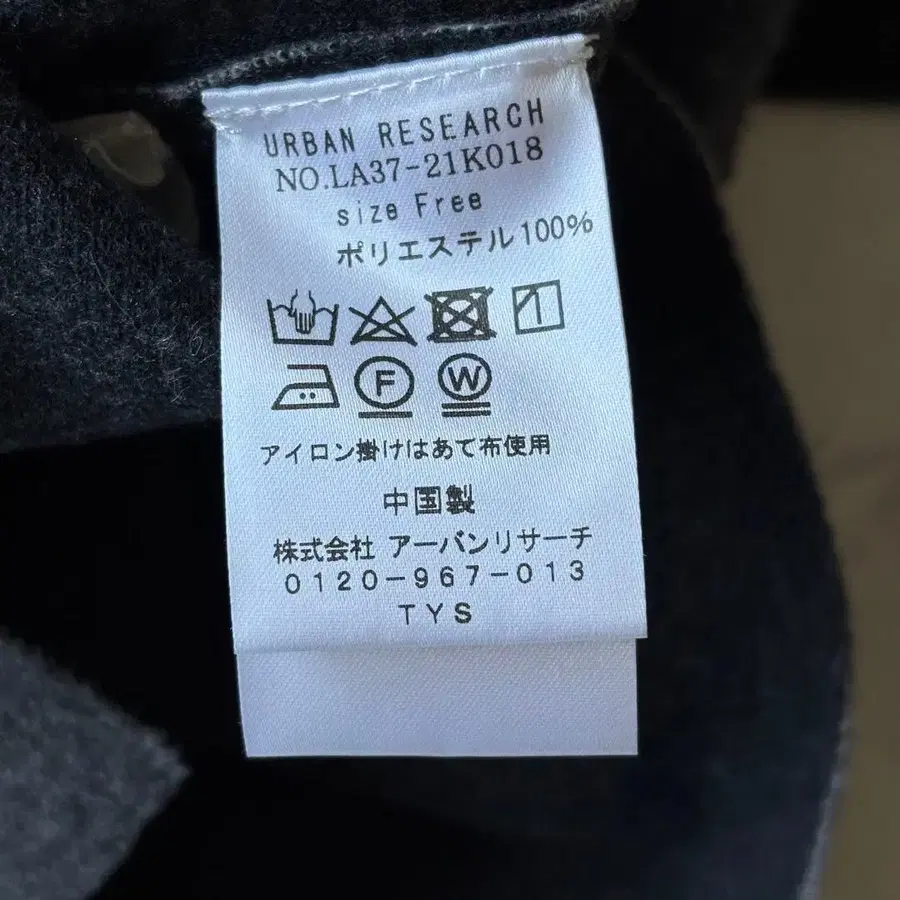 URBAN RESEARCH
NO.LA37-21K018
size Free
ポリエステル100%
F W
アイロン掛けはあて布使用
中国製
株式会社 アーバンリサーチ
0120-967-013
TYS